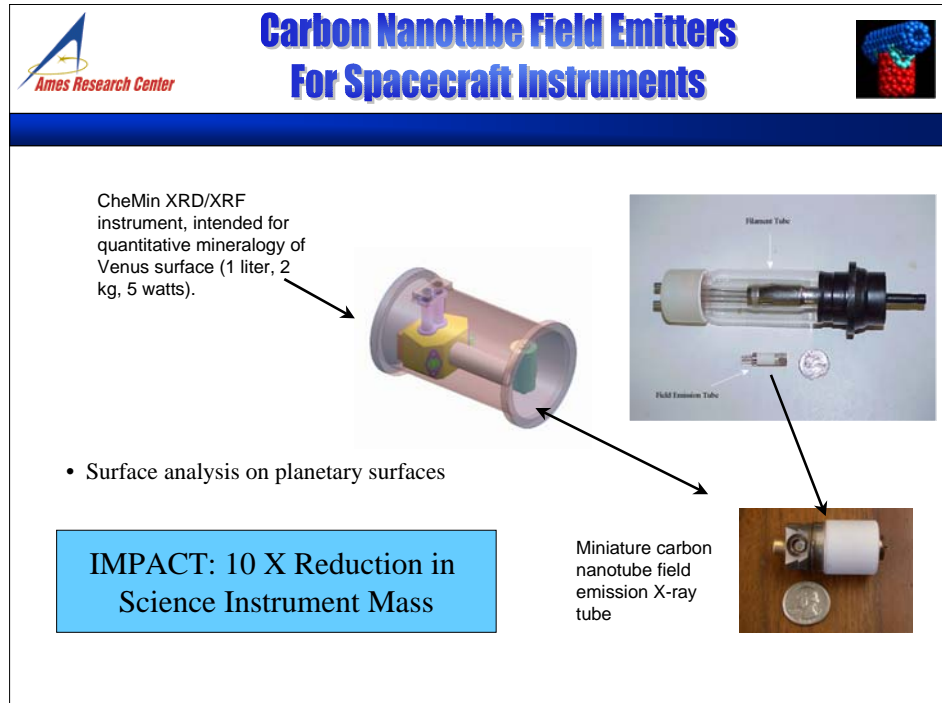 Ames Research Center
Carbon Nanotube Field Emitters
For Spacecraft Instruments
CheMin XRD/XRF
instrument, intended for
quantitative mineralogy of
Venus surface (1 liter, 2
kg, 5 watts).
Filament Tube
Field Emission Tube
• Surface analysis on planetary surfaces
IMPACT: 10 X Reduction in
Science Instrument Mass
Miniature carbon
nanotube field
emission X-ray
tube